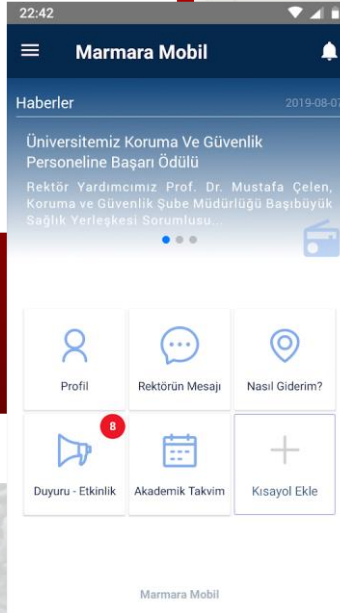 22:42
Marmara Mobil
Haberler 2019-08-07
Üniversitemiz Koruma Ve Güvenlik
Personeline Başarı Ödülü
Rektör Yardımcımız Prof. Dr. Mustafa Çelen,
Koruma ve Güvenlik Şube Müdürlüğü Başıbüyük
Sağlık Yerleşkesi Sorumlusu...
Profil
Rektörün Mesajı
Nasıl Giderim?
8
Duyuru - Etkinlik
Akademik Takvim
Kısayol Ekle
Marmara Mobil